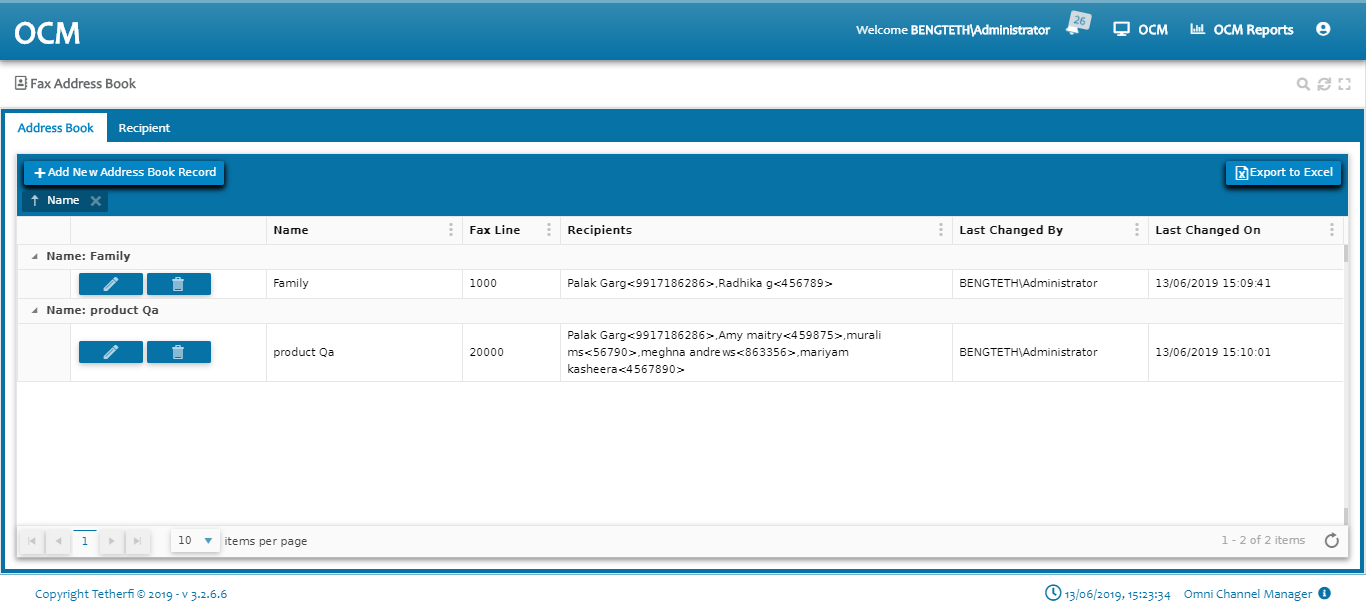 OCM
Welcome BENGTETH\Administrator
26
OCM
OCM Reports
Fax Address Book
Address Book
Recipient
Add New Address Book Record
Export to Excel
Name
Name
Fax Line
Recipients
Last Changed By
Last Changed On
Name: Family
Family
1000
Palak Garg<9917186286>,Radhika g<456789>
BENGTETH\Administrator
13/06/2019 15:09:41
Name: product Qa
product Qa
20000
Palak Garg<9917186286>,Amy maitry<459875>,murali
ms<56790>,meghna andrews<863356>,mariyam
kasheera<4567890>
BENGTETH\Administrator
13/06/2019 15:10:01
1
10
items per page
1 - 2 of 2 items
Copyright Tetherfi © 2019 - v 3.2.6.6
13/06/2019, 15:23:34
Omni Channel Manager